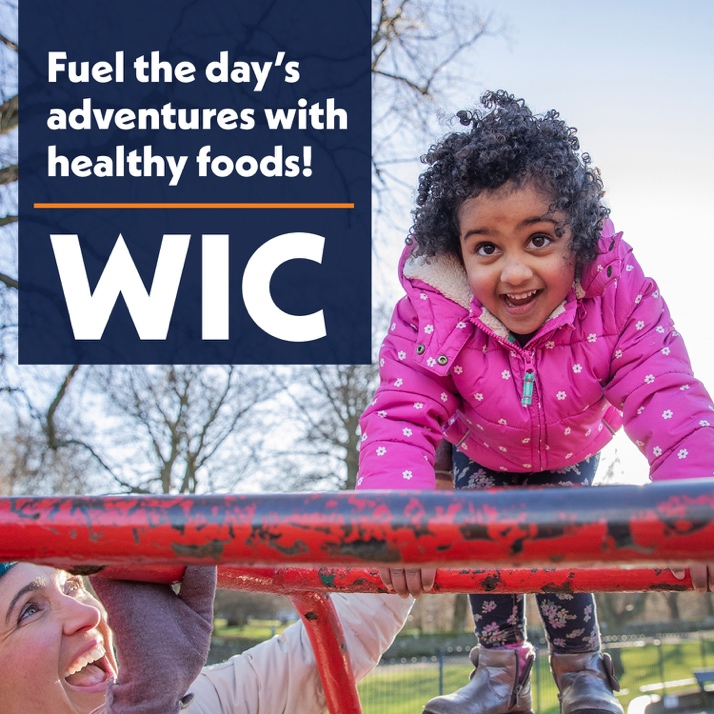 Fuel the day's
adventures with
healthy foods!
WIC